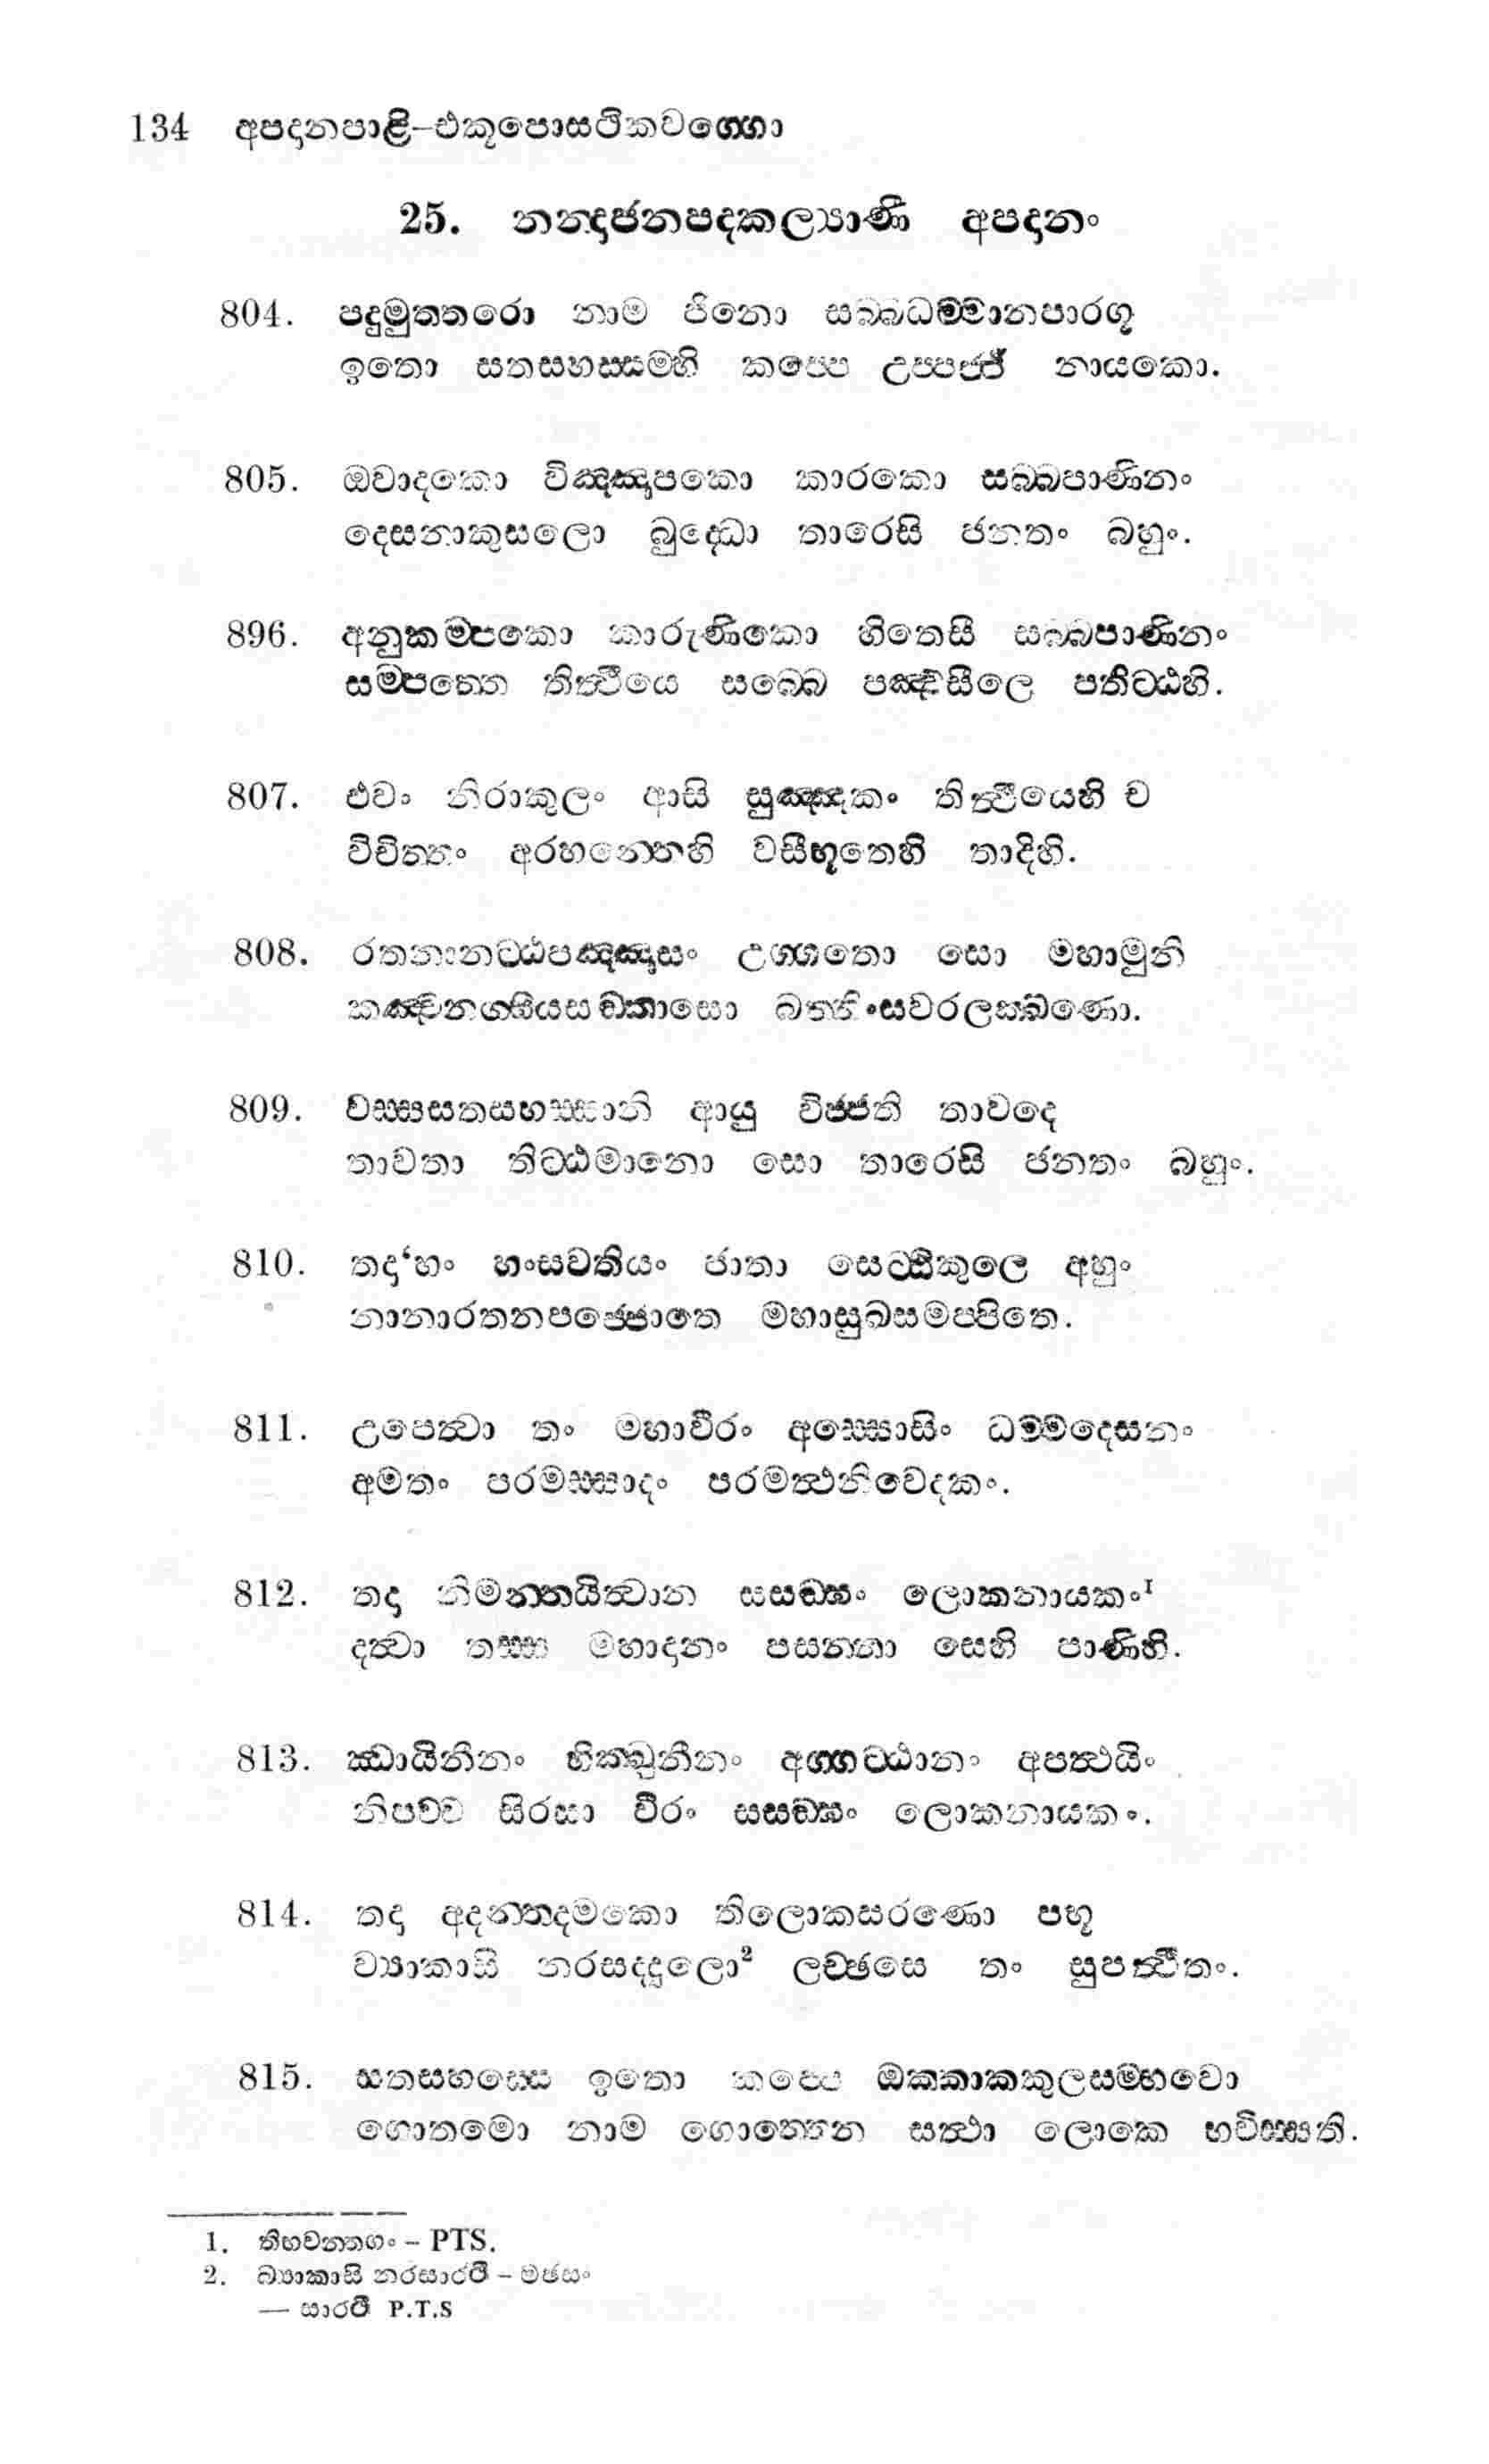 134 අපදානපාළි-එකූපොසථිකවග්ගො
25. නන්දාජනපදකල්‍යාණි අපදානං
804. පදුමුත්තරො නාම ජිනො සබ්බධම්මානපාරගූ
ඉතො සතසහස්සම්හි කප්පෙ උප්පජ්ජි නායකො.
805. ඔවාදකො විඤ්ඤාපකො කාරකො සබ්බපාණිනං
දෙසනාකුසලො බුද්ධො තාරෙසි ජනතං බහුං.
896. අනුකම්පකො කාරුණිකො හිතෙසී සබ්බපාණිනං
සම්පත්තෙ තිත්ථියෙ සබ්බෙ පඤ්චසීලෙ පතිට්ඨහි.
807. එවං නිරාකුලං ආසි සුඤ්ඤකං තිත්ථියෙහි ච
විචිත්තං අරහන්තෙහි වසීභූතෙහි තාදිහි.
808. රතනානට්ඨපඤ්ඤාසං උග්ගතො සො මහාමුනි
කඤ්චනග්ඝියසඞ්කාසො බත්තිංසවරලක්ඛණො.
809. වස්සසතසහස්සානි ආයු විජ්ජති තාවදෙ
තාවතා තිට්ඨමානො සො තාරෙසි ජනතං බහුං.
810. තදා‘හං හංසවතියං ජාතා සෙට්ඨිකුලෙ අහුං
නානාරතනපජ්ජොතෙ මහාසුඛසමප්පිතෙ.
811. උපෙත්වා තං මහාවීරං අස්සොසිං ධම්මදෙසනං
අමතං පරමස්සාදං පරමත්ථනිවෙදකං.
812. තදා නිමන්තයිත්වාන සසඞ්ඝං ලොකනායකං¹
දත්වා තස්ස මහාදානං පසන්නා සෙහි පාණිහි.
813. ඣායිනීනං භික්ඛුනීනං අග්ගට්ඨානං අපත්ථයිං
නිපච්ච සිරසා වීරං සසඞ්ඝං ලොකනායකං.
814. තදා අදන්තදමකො තිලොකසරණො පභූ
ව්‍යාකාසි නරසද්දුලො² ලච්ඡසෙ තං සුපත්ථිතං.
815. සතසහස්සෙ ඉතො කප්පෙ ඔක්කාකකුලසම්භවො
ගොතමො නාම ගොත්තෙන සත්ථා ලොකෙ භවිස්සති.
1. තිභවන්තගං – PTS.
2. බ්‍යාකාසි නරසාරථී – මඡසං
— සාරථී P.T.S